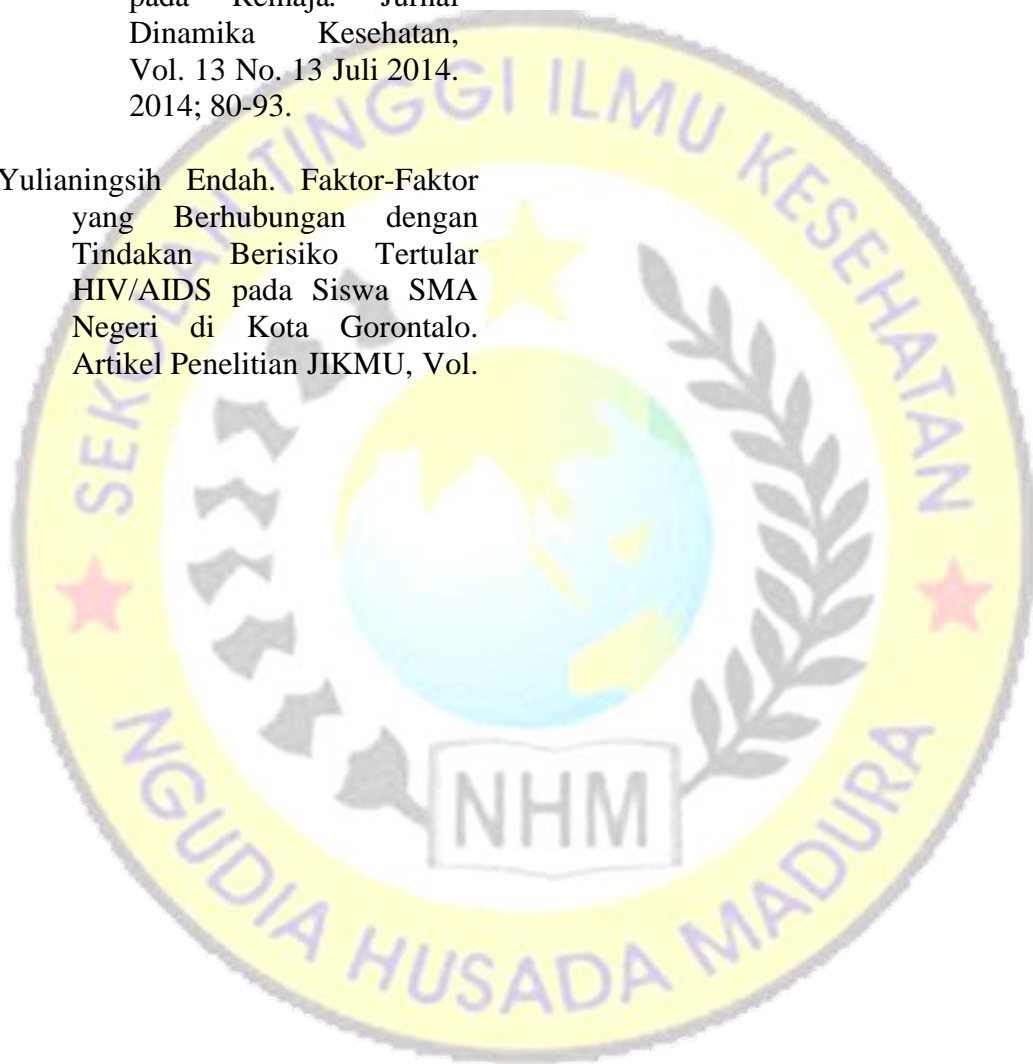 pada Remaja. Jurnal
Dinamika Kesehatan,
Vol. 13 No. 13 Juli 2014.
2014; 80-93.
Yulianingsih Endah. Faktor-Faktor
yang Berhubungan dengan
Tindakan Berisiko Tertular
HIV/AIDS pada Siswa SMA
Negeri di Kota Gorontalo.
Artikel Penelitian JIKMU, Vol.
SEKOLAH TINGGI ILMU KESEHATAN
NHM
NGUDIA HUSADA MADURA